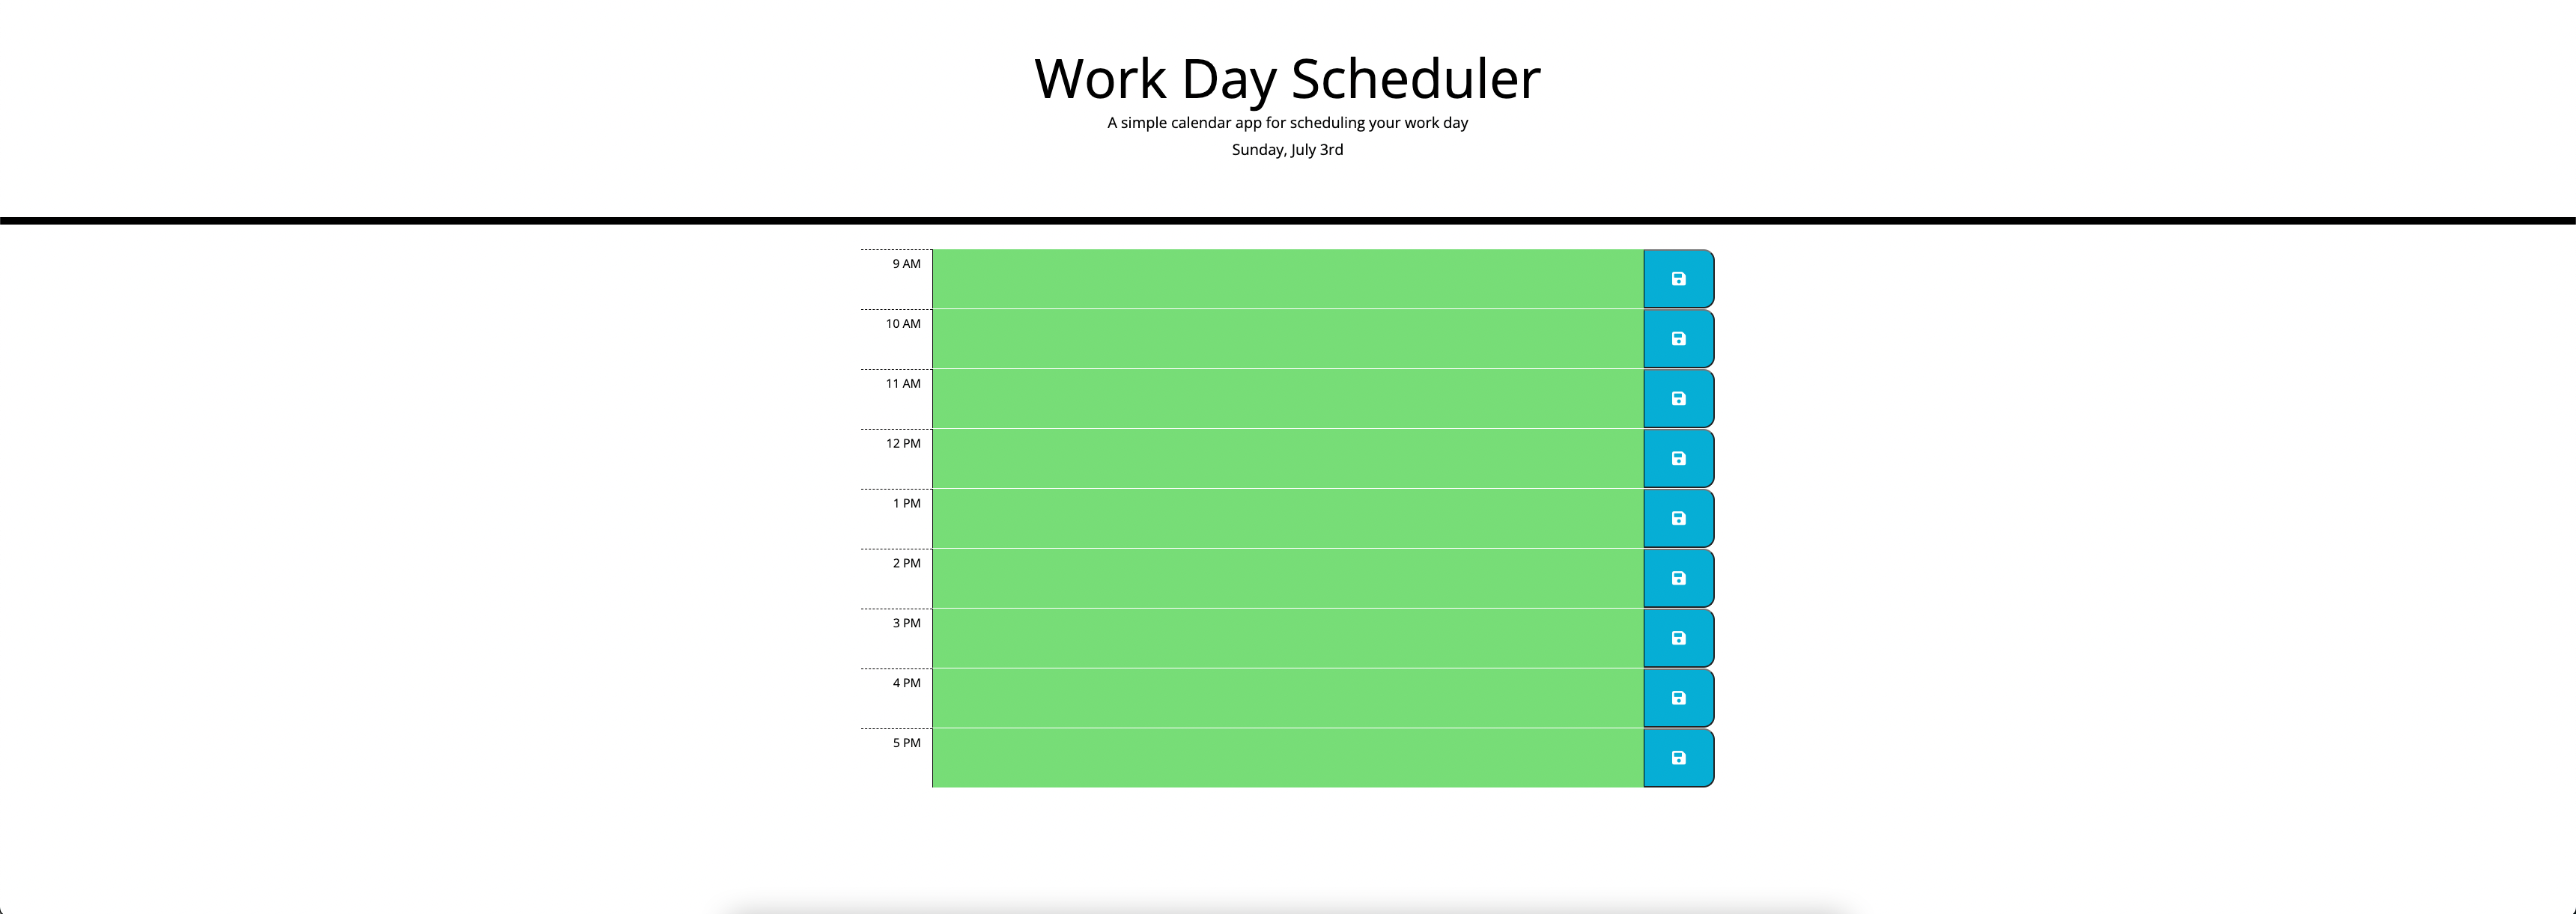 Work Day Scheduler
A simple calendar app for scheduling your work day
Sunday, July 3rd
9 AM
10 AM
11 AM
12 PM
1 PM
2 PM
3 PM
4 PM
5 PM